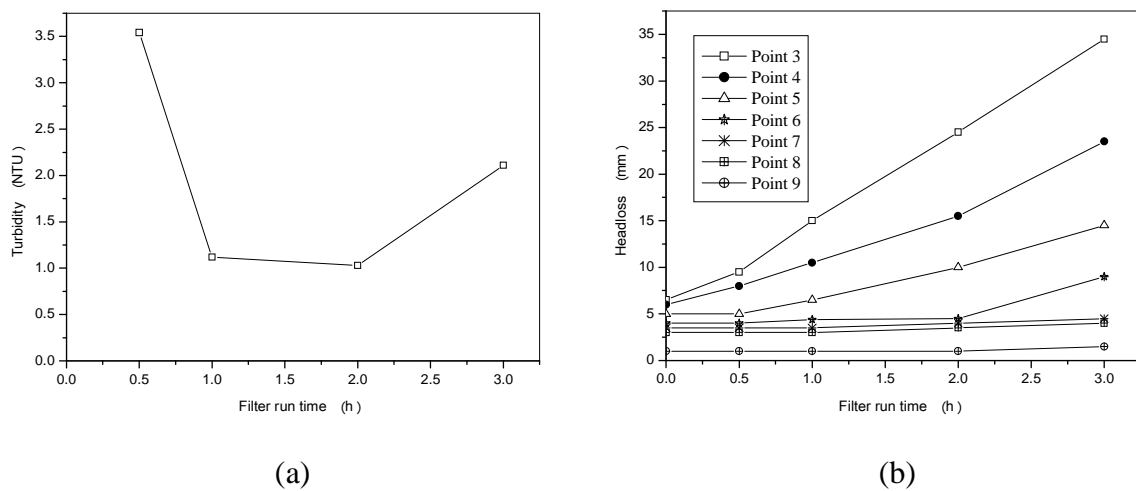 3.5
3.0
2.5
2.0
1.5
1.0
0.5
0.0
Turbidity (NTU)
0.0 0.5 1.0 1.5 2.0 2.5 3.0
Filter run time (h)
(a)
35
30
25
20
15
10
5
0
Headloss (mm)
Point 3
Point 4
Point 5
Point 6
Point 7
Point 8
Point 9
0.0 0.5 1.0 1.5 2.0 2.5 3.0
Filter run time (h)
(b)